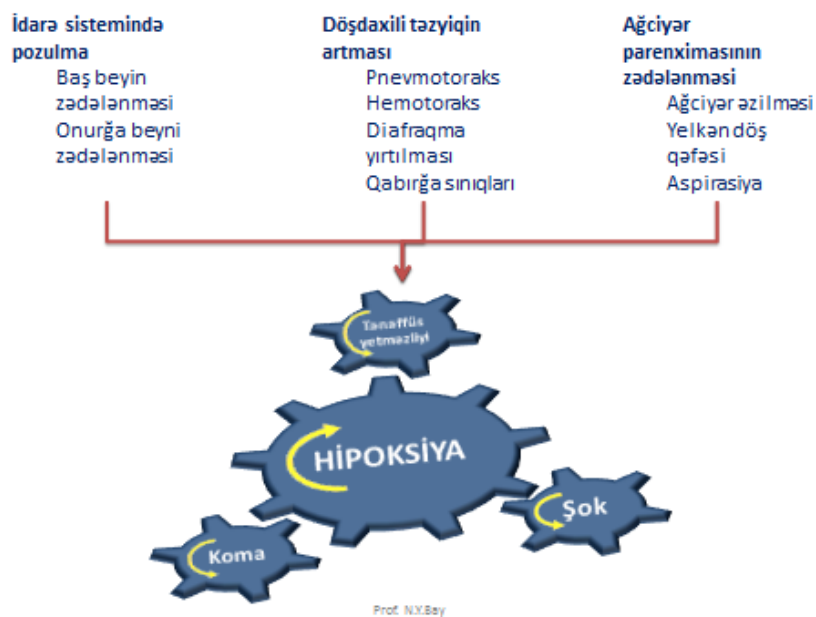 İdarə sistemində
pozulma
Baş beyin
zədələnməsi
Onurğa beyni
zədələnməsi
Döşdaxili təzyiqin
artması
Pnevmotoraks
Hemotoraks
Diafraqma
yırtılması
Qabırğa sınıqları
Ağciyər
parenximasının
zədələnməsi
Ağciyər əzilməsi
Yelkən döş
qəfəsi
Aspirasiya
Tənəffüs
yetməzliyi
HİPOKSİYA
Şok
Koma
Prof. N.Y.Bay